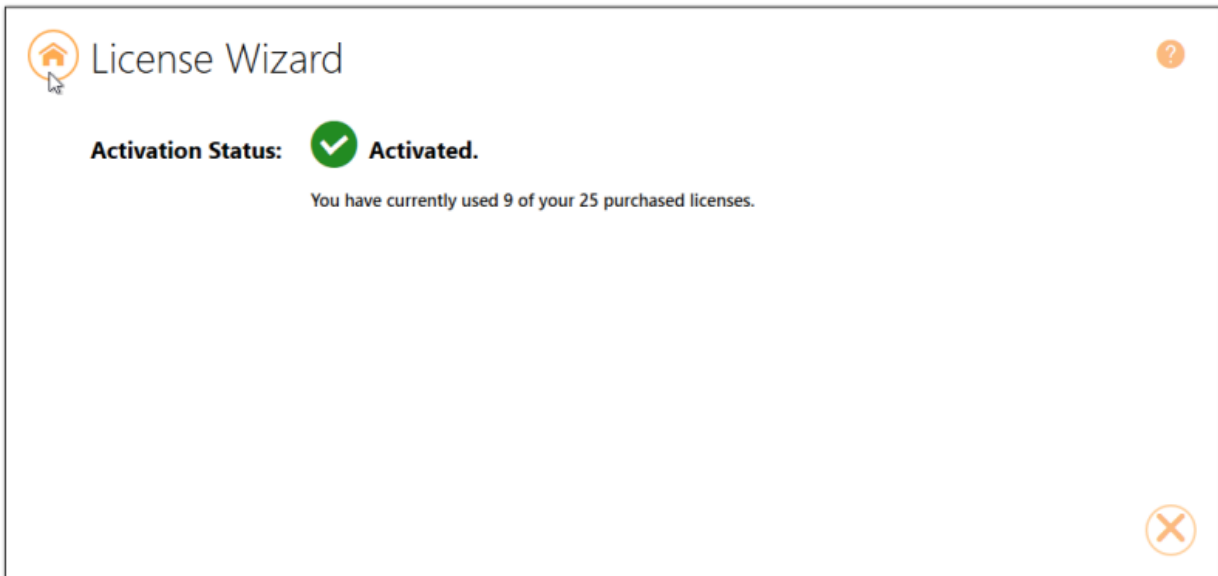 License Wizard
?
Activation Status:
Activated.
You have currently used 9 of your 25 purchased licenses.